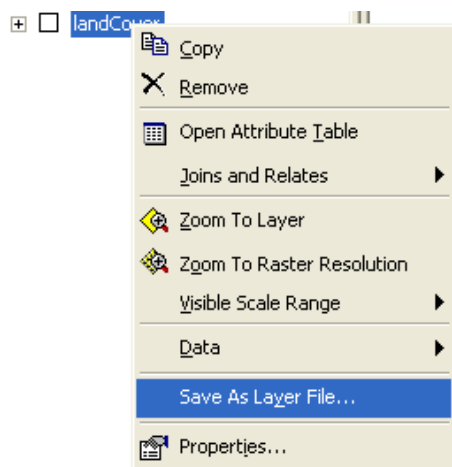 landCover
Copy
Remove
Open Attribute Table
Joins and Relates
Zoom To Layer
Zoom To Raster Resolution
Visible Scale Range
Data
Save As Layer File...
Properties...